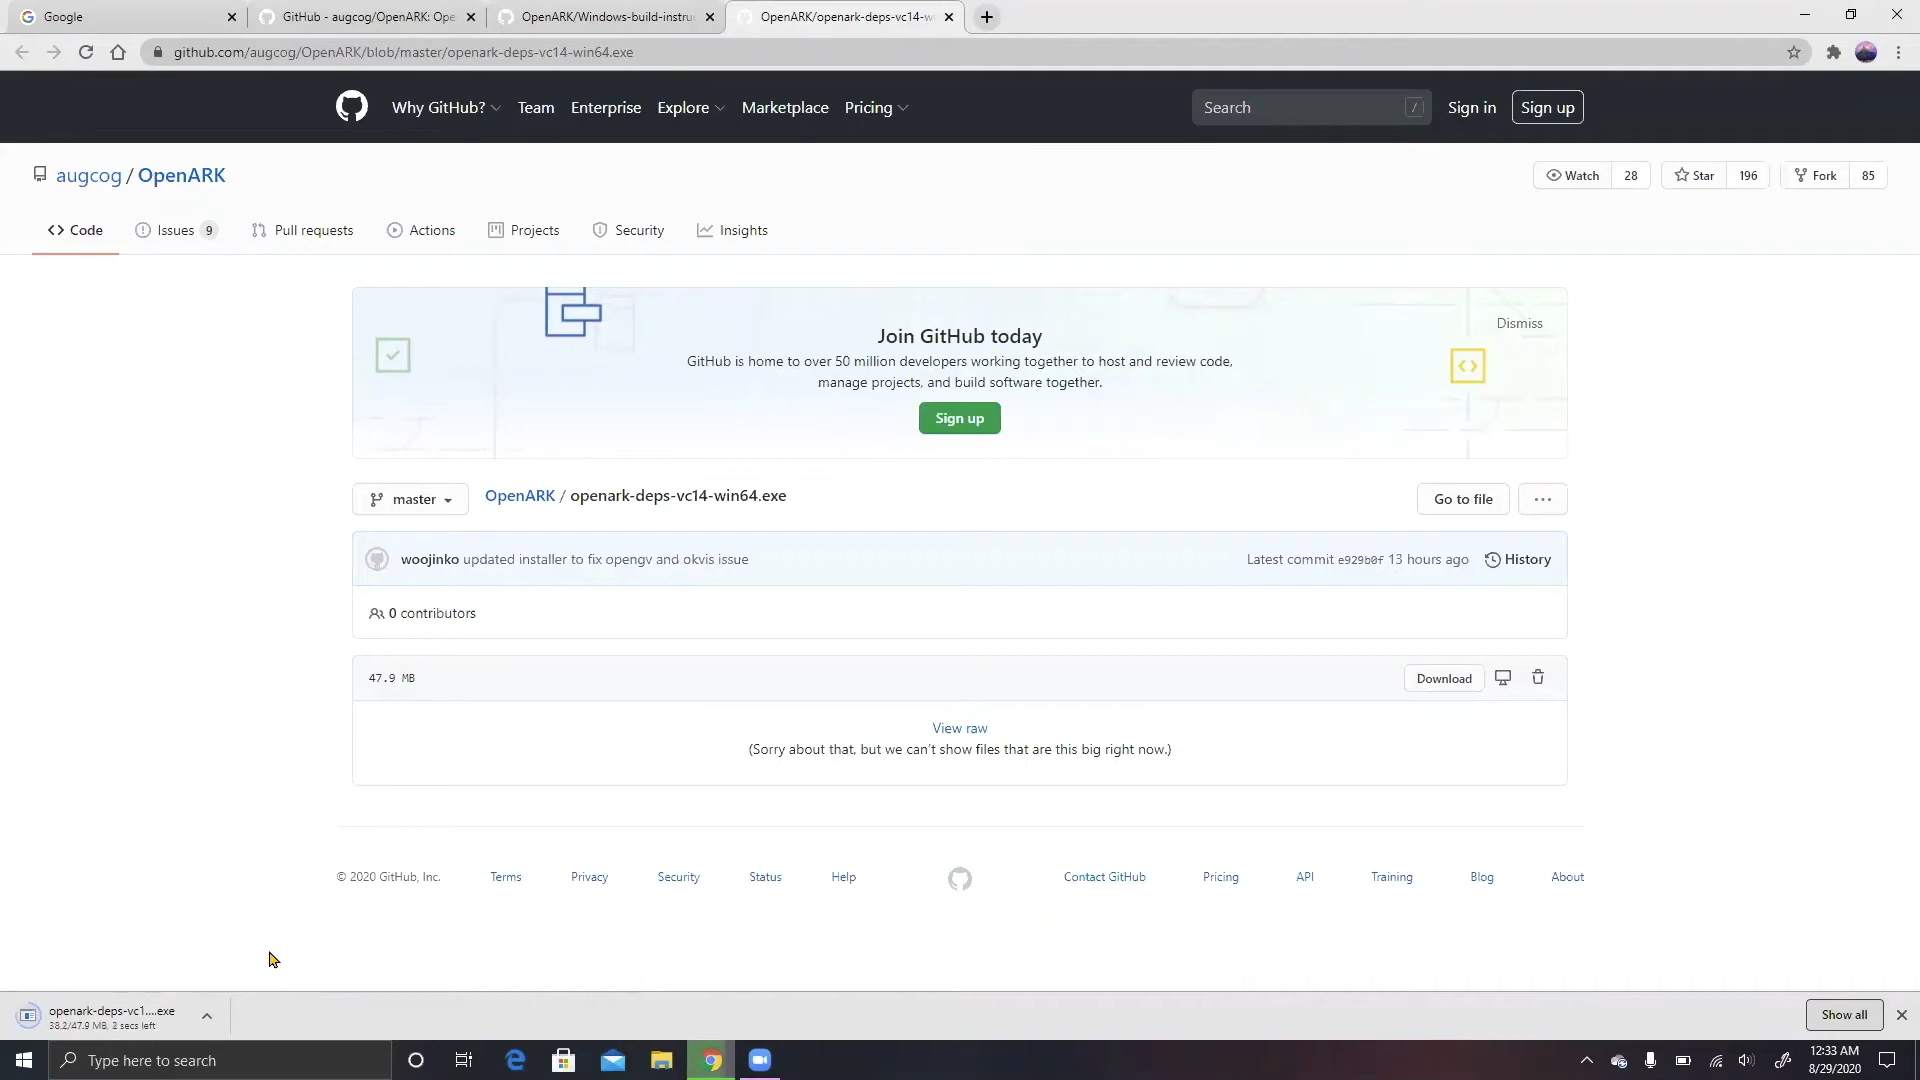 Google
GitHub - augcog/OpenARK: Ope
OpenARK/Windows-build-instru
OpenARK/openark-deps-vc14-w
github.com/augcog/OpenARK/blob/master/openark-deps-vc14-win64.exe
Why GitHub?
Team
Enterprise
Explore
Marketplace
Pricing
Search
/
Sign in
Sign up
augcog / OpenARK
Watch 28
Star 196
Fork 85
Code
Issues 9
Pull requests
Actions
Projects
Security
Insights
Dismiss
Join GitHub today
GitHub is home to over 50 million developers working together to host and review code,
manage projects, and build software together.
Sign up
master
OpenARK / openark-deps-vc14-win64.exe
Go to file
woojinko updated installer to fix opengv and okvis issue
Latest commit e929b0f 13 hours ago
History
0 contributors
47.9 MB
Download
View raw
(Sorry about that, but we can't show files that are this big right now.)
© 2020 GitHub, Inc.
Terms
Privacy
Security
Status
Help
Contact GitHub
Pricing
API
Training
Blog
About
openark-deps-vc1....exe
38.2/47.9 MB, 2 secs left
Show all
Type here to search
12:33 AM
8/29/2020